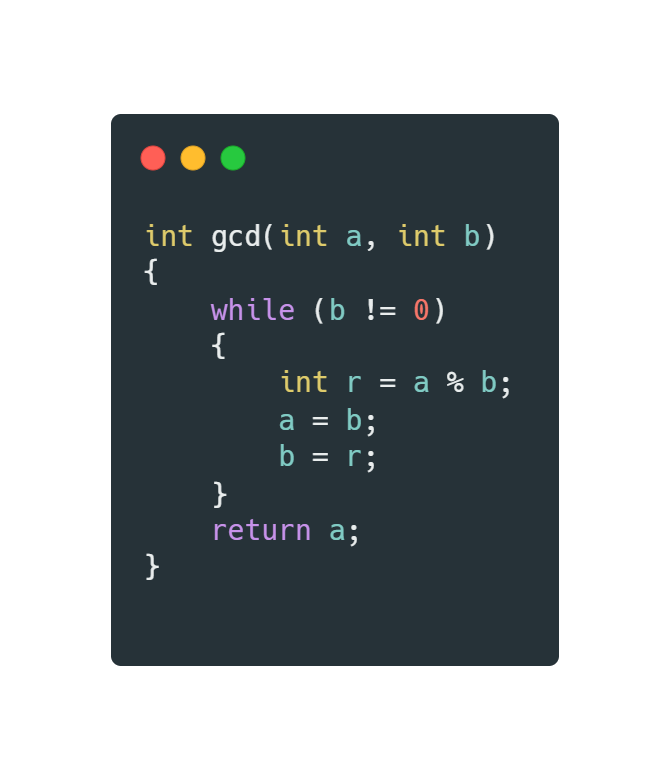 int gcd(int a, int b)
{
    while (b != 0)
    {
        int r = a % b;
        a = b;
        b = r;
    }
    return a;
}